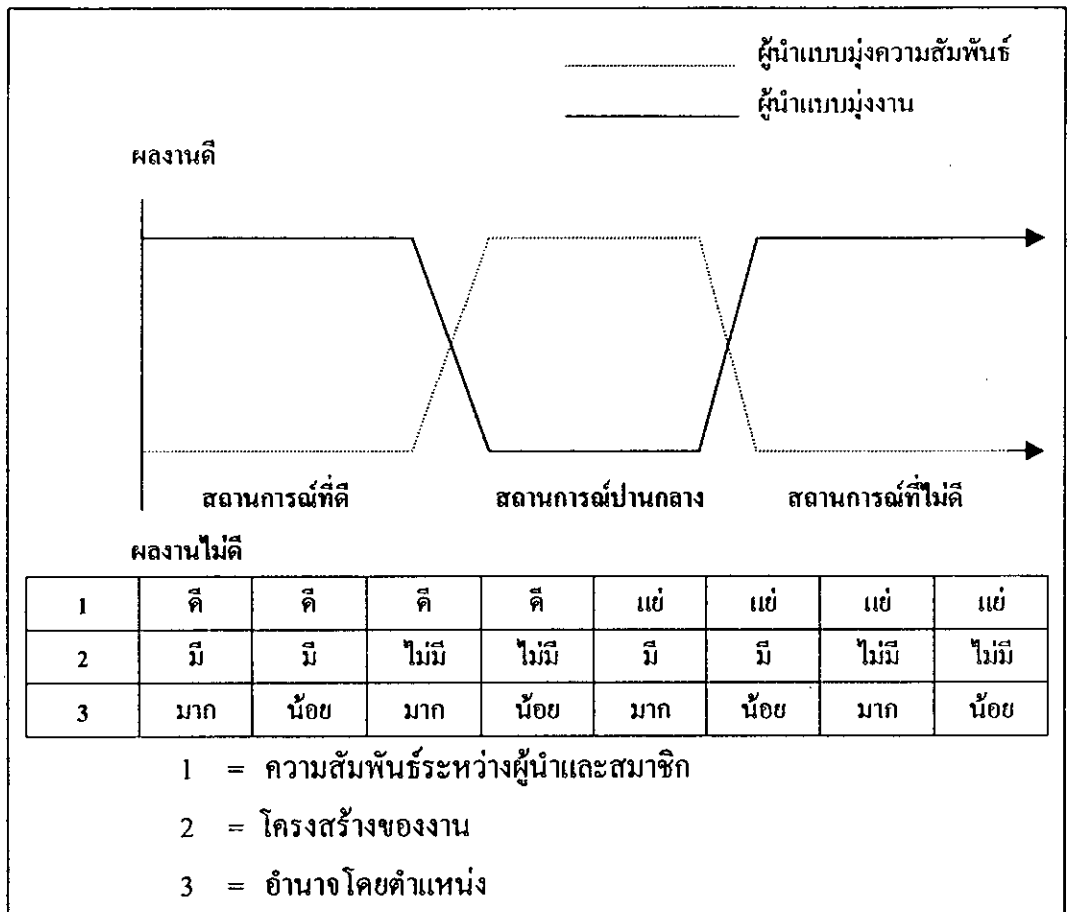 ผู้นำแบบมุ่งความสัมพันธ์
ผู้นำแบบมุ่งงาน
ผลงานดี
สถานการณ์ที่ดี สถานการณ์ปานกลาง สถานการณ์ที่ไม่ดี
ผลงานไม่ดี
1 ดี ดี ดี ดี แย่ แย่ แย่ แย่
2 มี มี ไม่มี ไม่มี มี มี ไม่มี ไม่มี
3 มาก น้อย มาก น้อย มาก น้อย มาก น้อย
1 = ความสัมพันธ์ระหว่างผู้นำและสมาชิก
2 = โครงสร้างของงาน
3 = อำนาจโดยตำแหน่ง